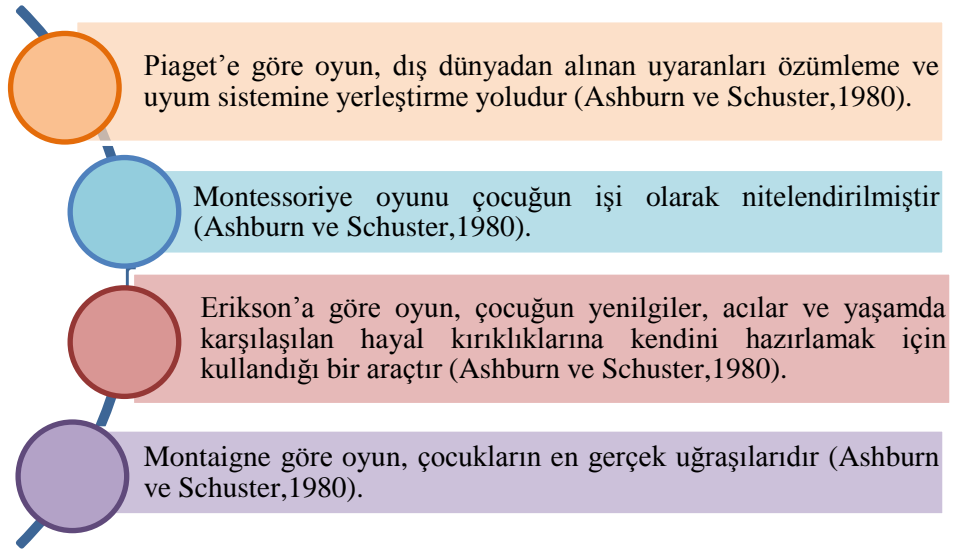 Piaget’e göre oyun, dış dünyadan alınan uyaranları özümleme ve
uyum sistemine yerleştirme yoludur (Ashburn ve Schuster,1980).
Montessoriye oyunu çocuğun işi olarak nitelendirilmiştir
(Ashburn ve Schuster,1980).
Erikson’a göre oyun, çocuğun yenilgiler, acılar ve yaşamda
karşılaşılan hayal kırıklıklarına kendini hazırlamak için
kullandığı bir araçtır (Ashburn ve Schuster,1980).
Montaigne göre oyun, çocukların en gerçek uğraşılarıdır (Ashburn
ve Schuster,1980).